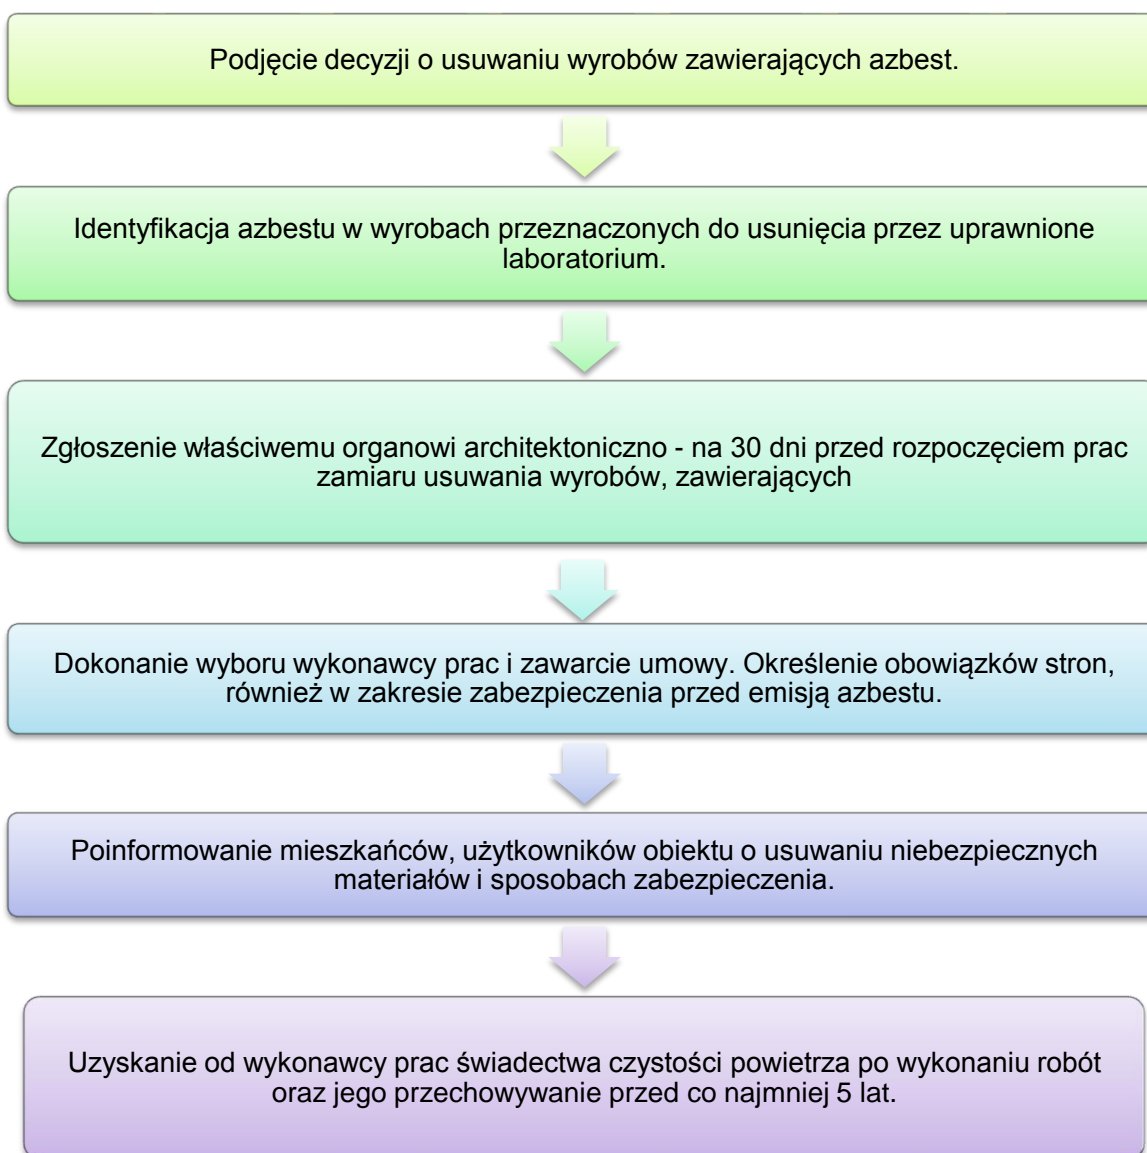 Podjęcie decyzji o usuwaniu wyrobów zawierających azbest.
Identyfikacja azbestu w wyrobach przeznaczonych do usunięcia przez uprawnione
laboratorium.
Zgłoszenie właściwemu organowi architektoniczno - na 30 dni przed rozpoczęciem prac
zamiaru usuwania wyrobów, zawierających
Dokonanie wyboru wykonawcy prac i zawarcie umowy. Określenie obowiązków stron,
również w zakresie zabezpieczenia przed emisją azbestu.
Poinformowanie mieszkańców, użytkowników obiektu o usuwaniu niebezpiecznych
materiałów i sposobach zabezpieczenia.
Uzyskanie od wykonawcy prac świadectwa czystości powietrza po wykonaniu robót
oraz jego przechowywanie przed co najmniej 5 lat.